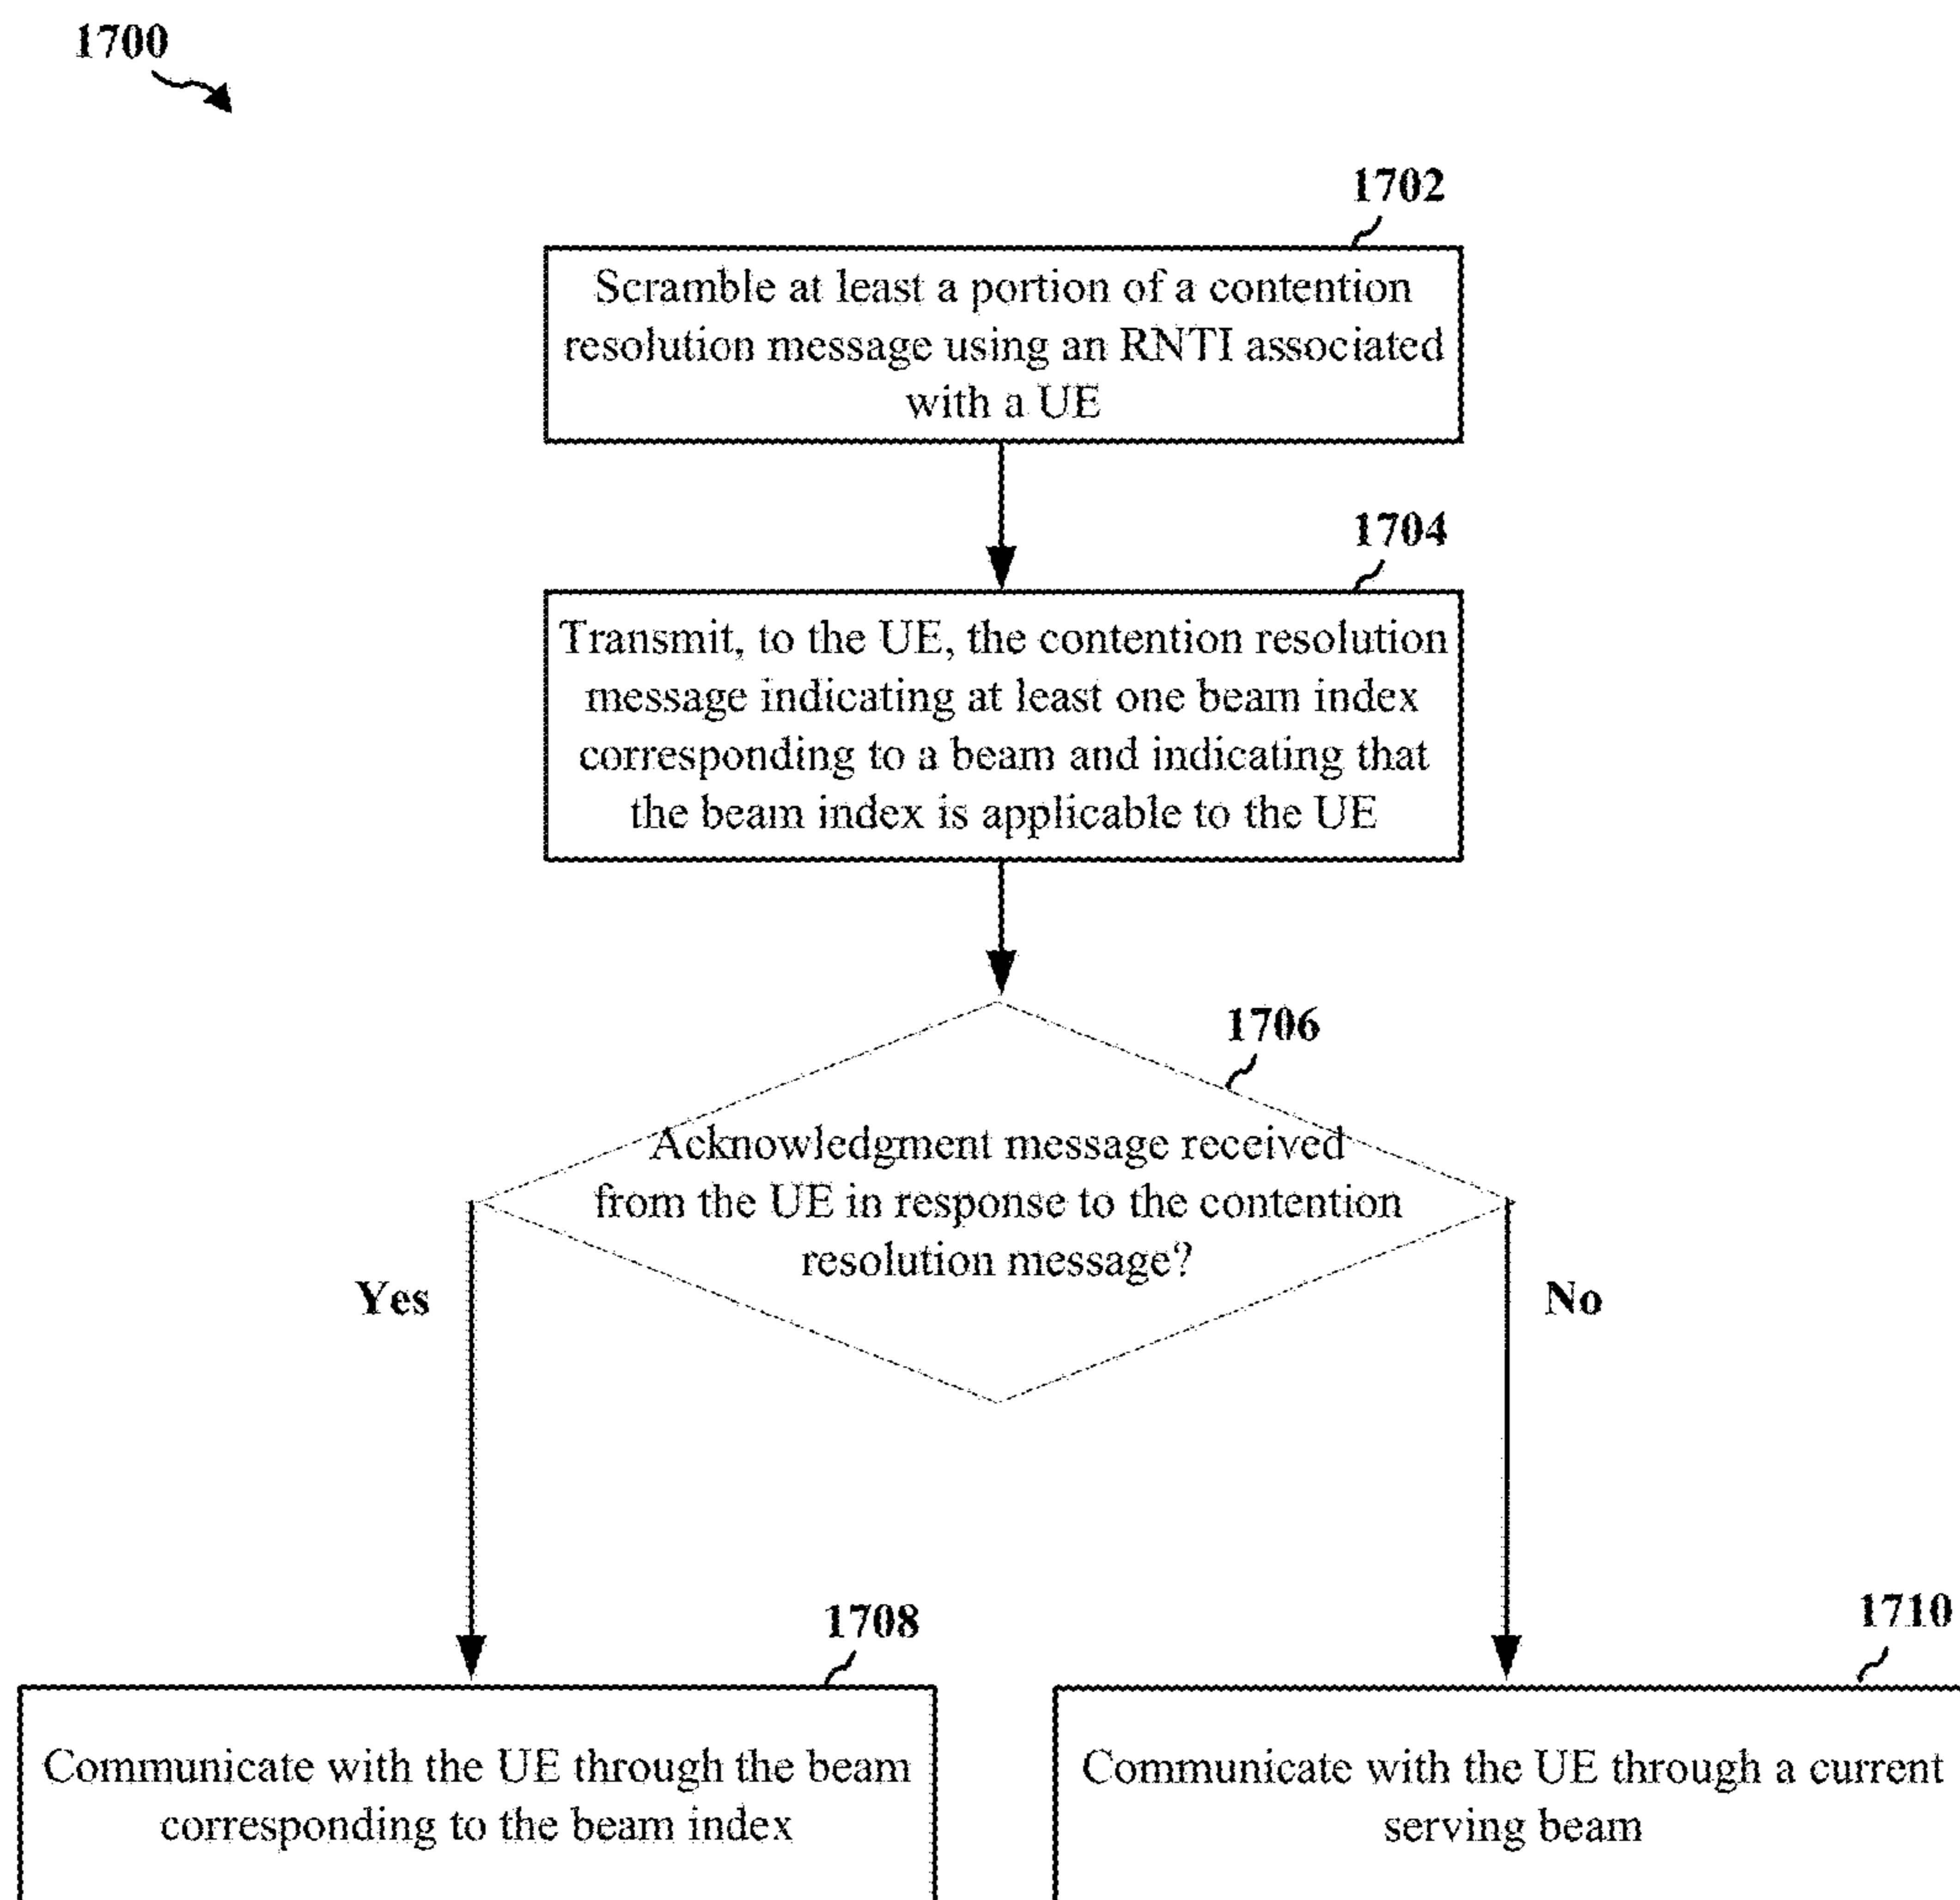 1700
1702
Scramble at least a portion of a contention
resolution message using an RNTI associated
with a UE
1704
Transmit, to the UE, the contention resolution
message indicating at least one beam index
corresponding to a beam and indicating that
the beam index is applicable to the UE
1706
Acknowledgment message received
from the UE in response to the contention
resolution message?
Yes
No
1708
1710
Communicate with the UE through the beam
corresponding to the beam index
Communicate with the UE through a current
serving beam